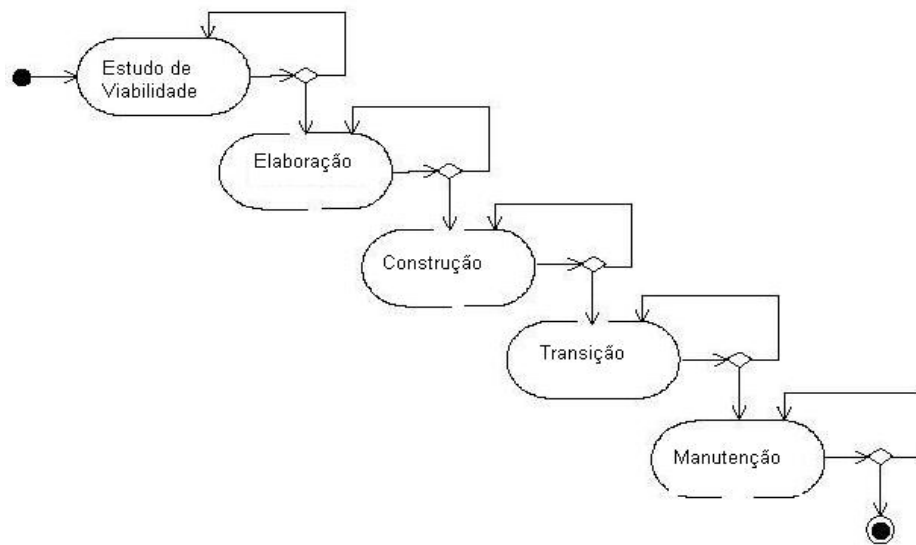 Estudo de
Viabilidade
Elaboração
Construção
Transição
Manutenção